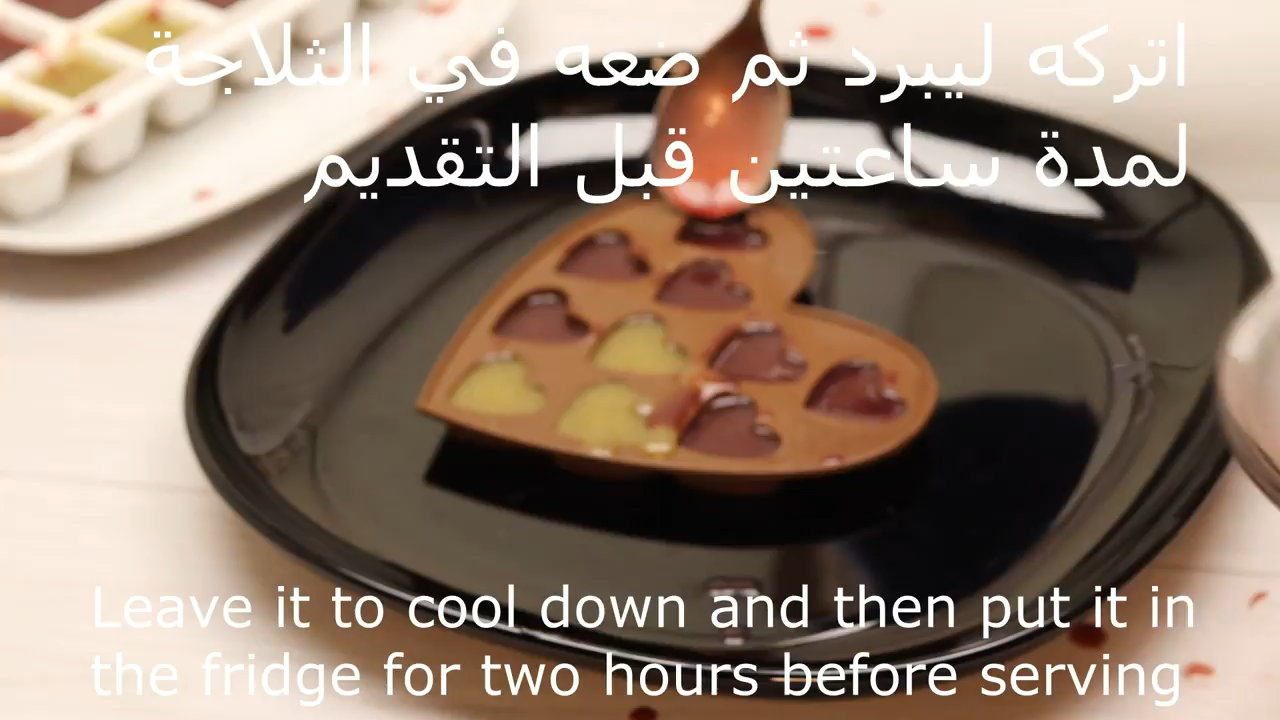 اتركه ليبرد ثم ضعه في الثلاجة
لمدة ساعتين قبل التقديم
Leave it to cool down and then put it in
the fridge for two hours before serving